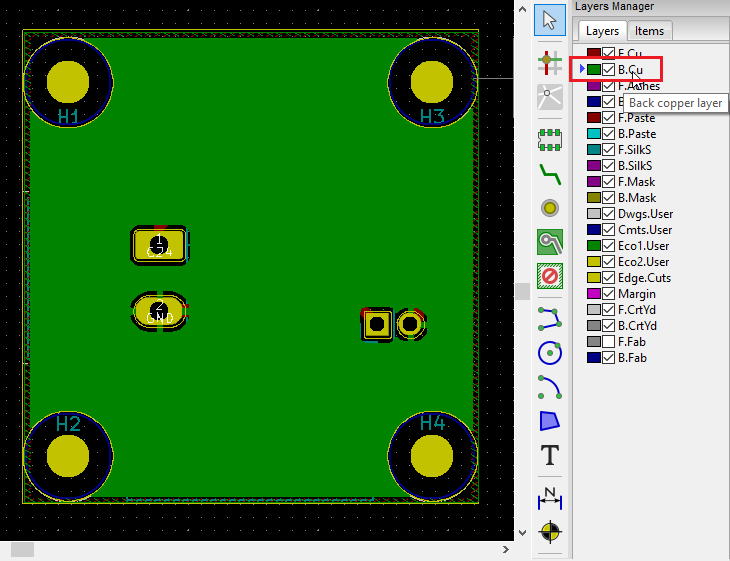 Layers Manager
Layers
Items
F.Cu
B.Cu
F.Adhes
B
Back copper layer
F.Paste
B.Paste
F.SilkS
B.SilkS
F.Mask
B.Mask
Dwgs.User
Cmts.User
Eco1.User
Eco2.User
Edge.Cuts
Margin
F.CrtYd
B.CrtYd
F.Fab
B.Fab
H1
H3
1
2
GND
H2
H4
T
N